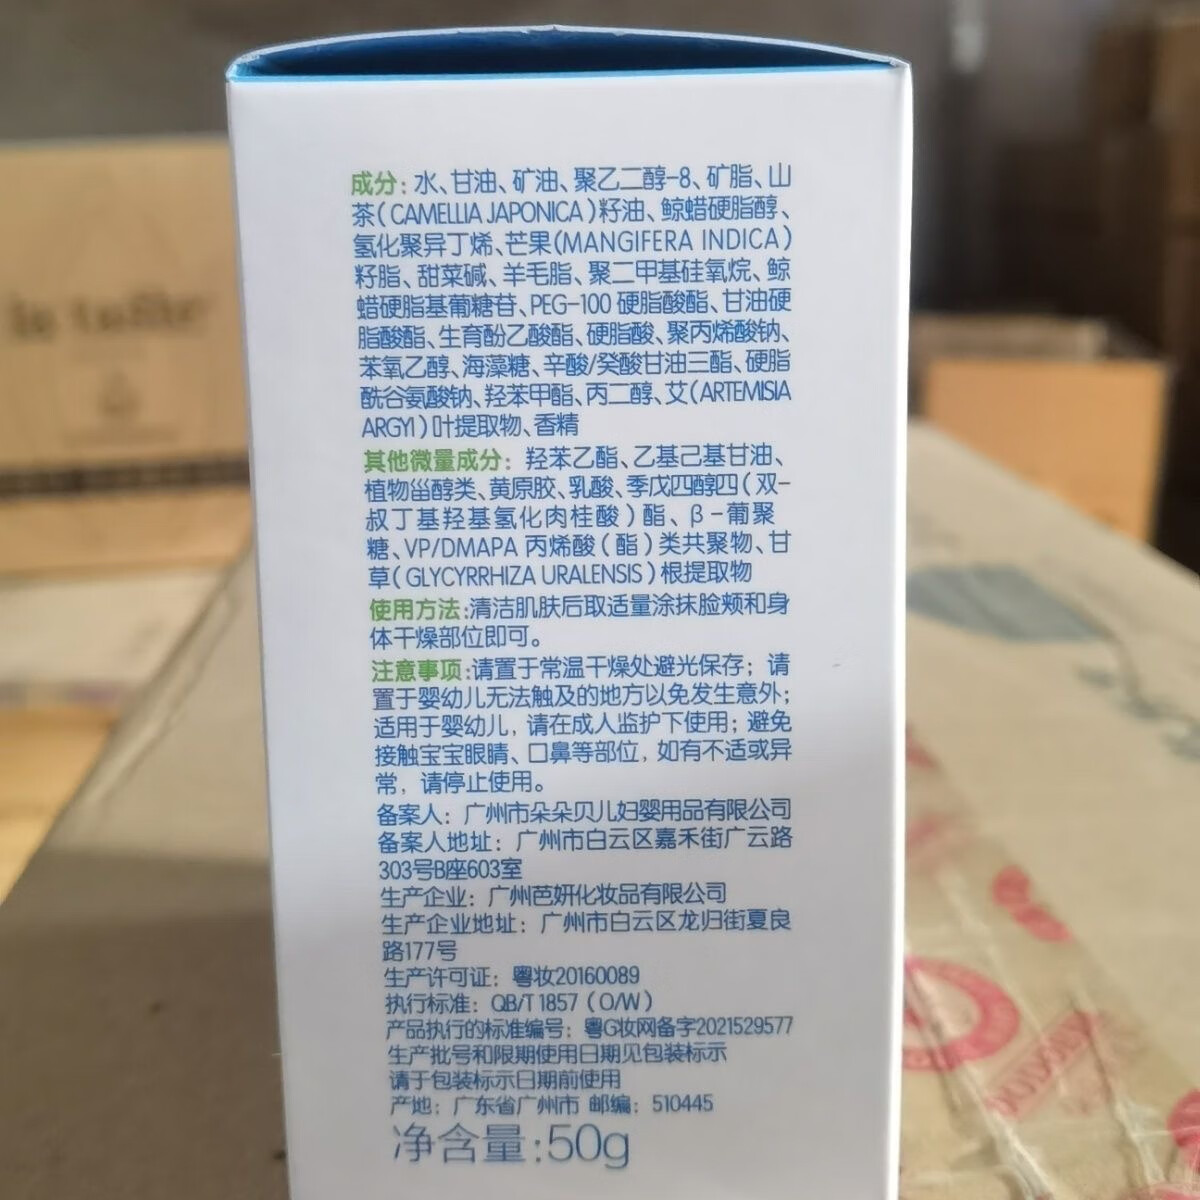 成分:水、甘油、矿油、聚乙二醇-8、矿脂、山
茶(CAMELLIA JAPONICA)籽油、鲸蜡硬脂醇、
氢化聚异丁烯、芒果(MANGIFERA INDICA)
籽脂、甜菜碱、羊毛脂、聚二甲基硅氧烷、鲸
蜡硬脂基葡糖苷、PEG-100 硬脂酸酯、甘油硬
脂酸酯、生育酚乙酸酯、硬脂酸、聚丙烯酸钠、
苯氧乙醇、海藻糖、辛酸/癸酸甘油三酯、硬脂
酰谷氨酸钠、羟苯甲酯、丙二醇、艾(ARTEMISIA
ARGYI)叶提取物、香精
其他微量成分:羟苯乙酯、乙基己基甘油、
植物甾醇类、黄原胶、乳酸、季戊四醇四(双-
叔丁基羟基氢化肉桂酸)酯、β-葡聚
糖、VP/DMAPA 丙烯酸(酯)类共聚物、甘
草(GLYCYRRHIZA URALENSIS)根提取物
使用方法:清洁肌肤后取适量涂抹脸颊和身
体干燥部位即可。
注意事项:请置于常温干燥处避光保存;请
置于婴幼儿无法触及的地方以免发生意外;
适用于婴幼儿,请在成人监护下使用;避免
接触宝宝眼睛、口鼻等部位,如有不适或异
常,请停止使用。
备案人:广州市朵朵贝儿妇婴用品有限公司
备案人地址:广州市白云区嘉禾街广云路
303号B座603室
生产企业:广州芭妍化妆品有限公司
生产企业地址:广州市白云区龙归街夏良
路177号
生产许可证:粤妆20160089
执行标准:QB/T 1857(O/W)
产品执行的标准编号:粤G妆网备字2021529577
生产批号和限期使用日期见包装标示
请于包装标示日期前使用
产地:广东省广州市 邮编:510445
净含量:50g